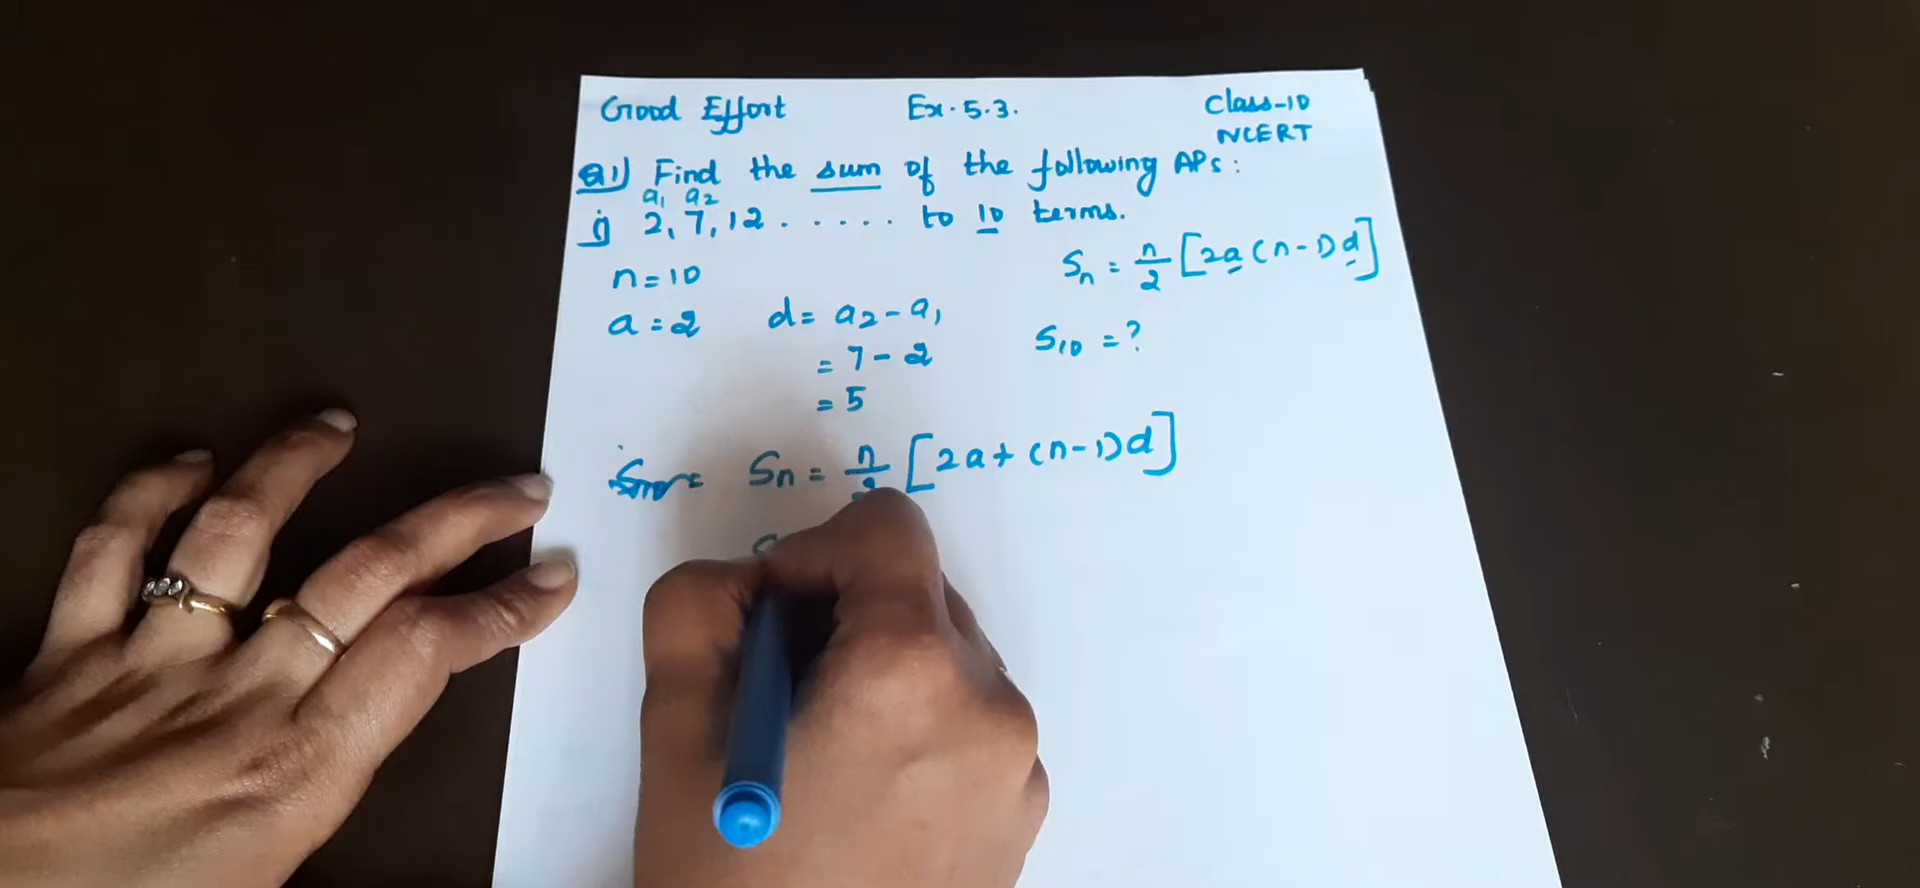 Good Effort Ex. 5.3. Class-10
NCERT
Q1) Find the sum of the following APs:
a₁ a₂
i) 2, 7, 12 . . . . . . to 10 terms.
Sₙ = n/2 [2a (n-1) d]
n = 10
a = 2 d = a₂ - a₁
S₁₀ = ?
= 7 - 2
= 5
Sₙ = n/2 [2a + (n-1) d]
S